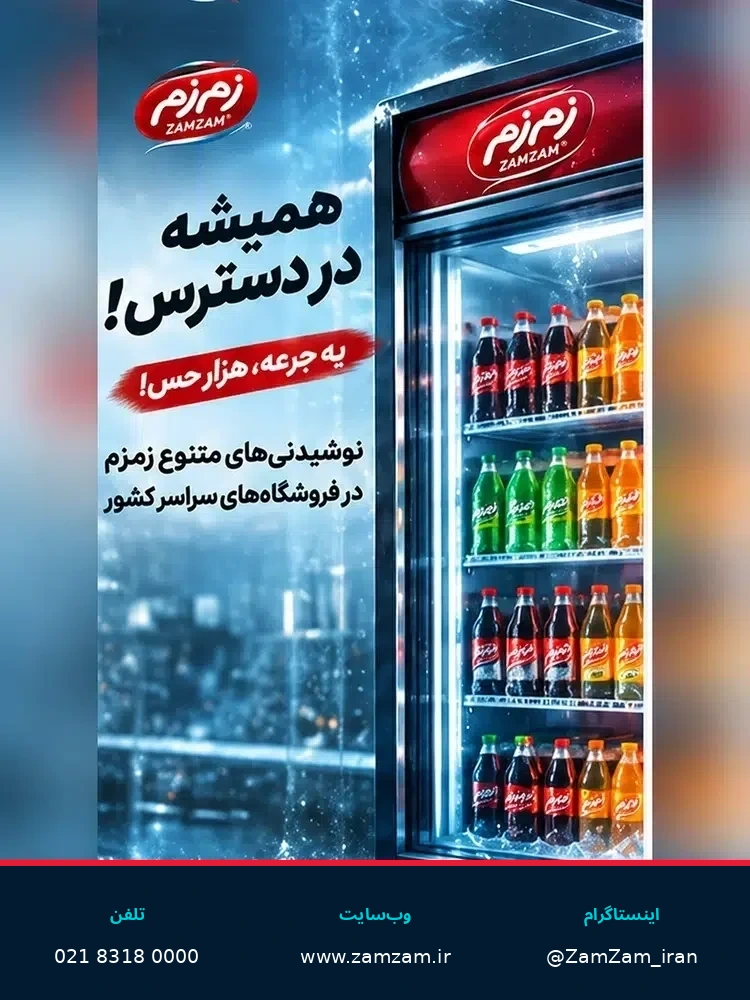 زمزم
ZAMZAM®
زمزم
ZAMZAM®
همیشه
در دسترس!
یه جرعه، هزار حس!
نوشیدنی‌های متنوع زمزم
در فروشگاه‌های سراسر کشور
اینستاگرام
وب‌سایت
تلفن
@ZamZam_iran
www.zamzam.ir
021 8318 0000